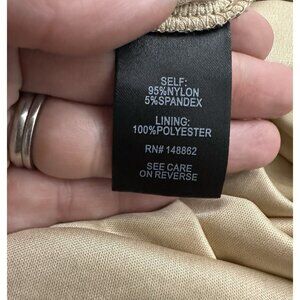 SELF:
95%NYLON
5%SPANDEX
LINING:
100%POLYESTER
RN# 148862
SEE CARE
ON REVERSE